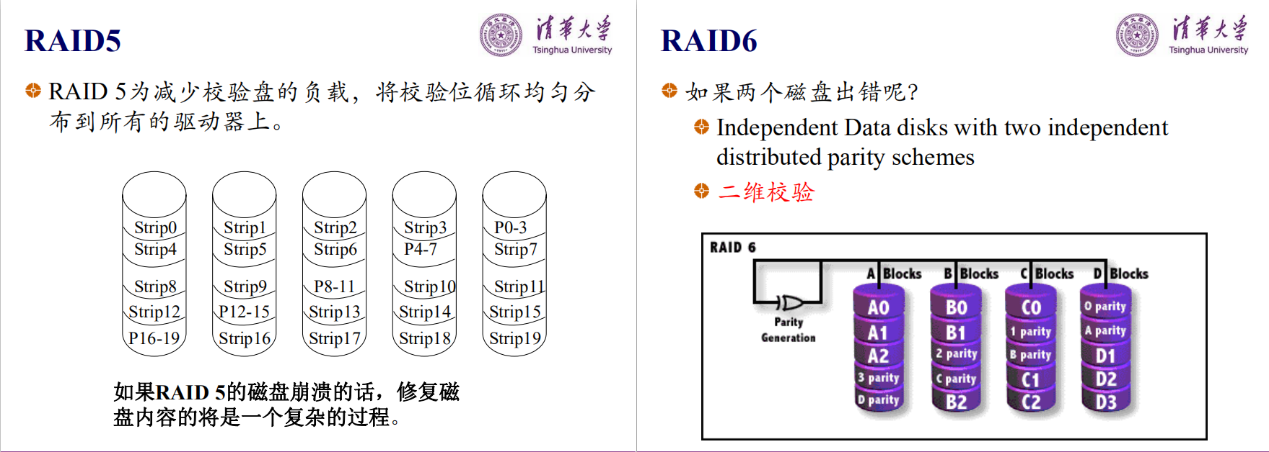 RAID5
清华大学
Tsinghua University
RAID 5为减少校验盘的负载，将校验位循环均匀分
布到所有的驱动器上。
Strip0 Strip1 Strip2 Strip3 P0-3
Strip4 Strip5 Strip6 P4-7 Strip7
Strip8 Strip9 P8-11 Strip10 Strip11
Strip12 P12-15 Strip13 Strip14 Strip15
P16-19 Strip16 Strip17 Strip18 Strip19
如果RAID 5的磁盘崩溃的话，修复磁
盘内容的将是一个复杂的过程。
RAID6
清华大学
Tsinghua University
如果两个磁盘出错呢?
Independent Data disks with two independent
distributed parity schemes
二维校验
RAID 6
A Blocks B Blocks C Blocks D Blocks
Parity
Generation
A0 B0 C0 0 parity
A1 B1 1 parity A parity
A2 2 parity B parity D1
3 parity C parity C1 D2
D parity B2 C2 D3